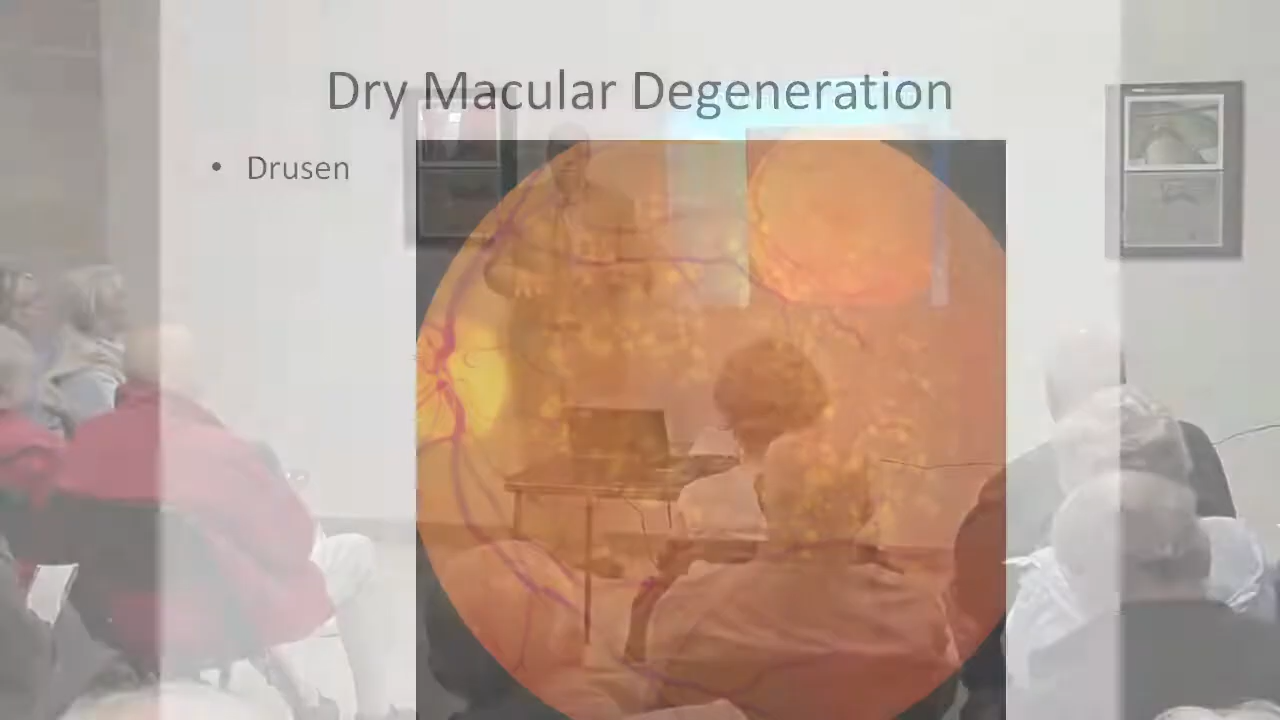 Dry Macular Degeneration
• Drusen